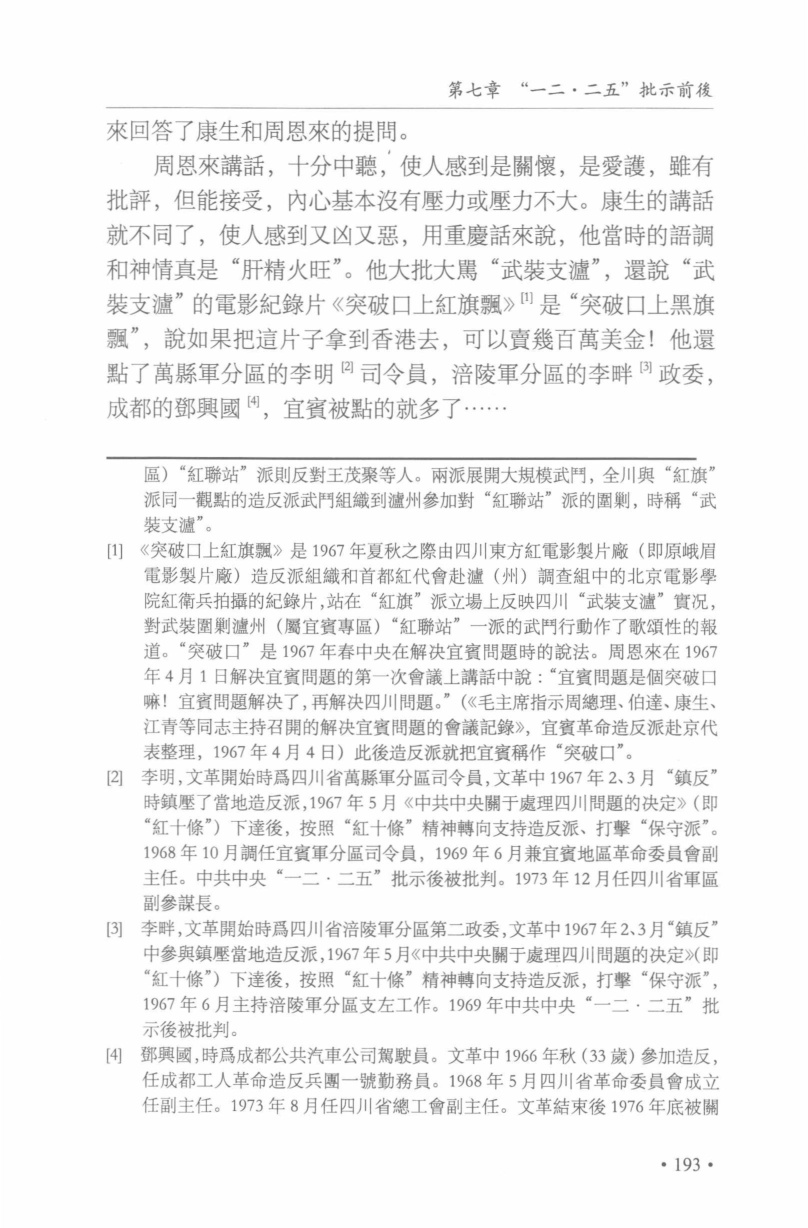 第七章 “一二·二五”批示前後
來回答了康生和周恩來的提問。
周恩來講話，十分中聽，使人感到是關懷，是愛護，雖有
批評，但能接受，內心基本沒有壓力或壓力不大。康生的講話
就不同了，使人感到又凶又惡，用重慶話來說，他當時的語調
和神情真是“肝精火旺”。他大批大罵“武裝支瀘”，還說“武
裝支瀘”的電影紀錄片《突破口上紅旗飄》[1]是“突破口上黑旗
飄”，說如果把這片子拿到香港去，可以賣幾百萬美金！他還
點了萬縣軍分區的李明[2]司令員，涪陵軍分區的李畔[3]政委，
成都的鄧興國[4]，宜賓被點的就多了……
區）“紅聯站”派則反對王茂聚等人。兩派展開大規模武鬥，全川與“紅旗”
派同一觀點的造反派武鬥組織到瀘州參加對“紅聯站”派的圍剿，時稱“武
裝支瀘”。
[1] 《突破口上紅旗飄》是 1967 年夏秋之際由四川東方紅電影製片廠（即原峨眉
電影製片廠）造反派組織和首都紅代會赴瀘（州）調查組中的北京電影學
院紅衛兵拍攝的紀錄片，站在“紅旗”派立場上反映四川“武裝支瀘”實况，
對武裝圍剿瀘州（屬宜賓專區）“紅聯站”一派的武鬥行動作了歌頌性的報
道。“突破口”是 1967 年春中央在解决宜賓問題時的說法。周恩來在 1967
年 4 月 1 日解决宜賓問題的第一次會議上講話中說：“宜賓問題是個突破口
嘛！宜賓問題解决了，再解决四川問題。”（《毛主席指示周總理、伯達、康生、
江青等同志主持召開的解决宜賓問題的會議記錄》，宜賓革命造反派赴京代
表整理，1967 年 4 月 4 日）此後造反派就把宜賓稱作“突破口”。
[2] 李明，文革開始時爲四川省萬縣軍分區司令員，文革中 1967 年 2、3 月“鎮反”
時鎮壓了當地造反派，1967 年 5 月《中共中央關于處理四川問題的决定》（即
“紅十條”）下達後，按照“紅十條”精神轉向支持造反派、打擊“保守派”。
1968 年 10 月調任宜賓軍分區司令員，1969 年 6 月兼宜賓地區革命委員會副
主任。中共中央“一二·二五”批示後被批判。1973 年 12 月任四川省軍區
副參謀長。
[3] 李畔，文革開始時爲四川省涪陵軍分區第二政委，文革中 1967 年 2、3 月“鎮反”
中參與鎮壓當地造反派，1967 年 5 月《中共中央關于處理四川問題的决定》（即
“紅十條”）下達後，按照“紅十條”精神轉向支持造反派，打擊“保守派”，
1967 年 6 月主持涪陵軍分區支左工作。1969 年中共中央“一二·二五”批
示後被批判。
[4] 鄧興國，時爲成都公共汽車公司駕駛員。文革中 1966 年秋（33 歲）參加造反，
任成都工人革命造反兵團一號勤務員。1968 年 5 月四川省革命委員會成立
任副主任。1973 年 8 月任四川省總工會副主任。文革結束後 1976 年底被關
·193·